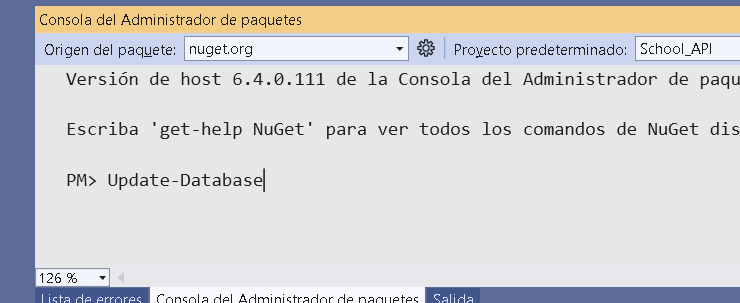 Consola del Administrador de paquetes
Origen del paquete: nuget.org Proyecto predeterminado: School_API
Versión de host 6.4.0.111 de la Consola del Administrador de paqu
Escriba 'get-help NuGet' para ver todos los comandos de NuGet dis
PM> Update-Database
126 %
Lista de errores Consola del Administrador de paquetes Salida